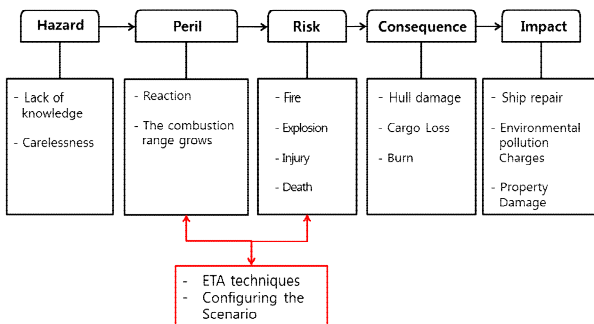 Hazard
Peril
Risk
Consequence
Impact
- Lack of
knowledge
- Carelessness
- Reaction
- The combustion
range grows
- Fire
- Explosion
- Injury
- Death
- Hull damage
- Cargo Loss
- Burn
- Ship repair
- Environmental
pollution
Charges
- Property
Damage
- ETA techniques
- Configuring the
Scenario